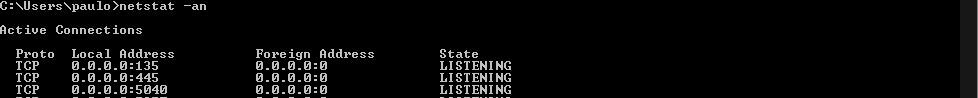 C:\Users\paulo>netstat -an
Active Connections
Proto Local Address Foreign Address State
TCP 0.0.0.0:135 0.0.0.0:0 LISTENING
TCP 0.0.0.0:445 0.0.0.0:0 LISTENING
TCP 0.0.0.0:5040 0.0.0.0:0 LISTENING